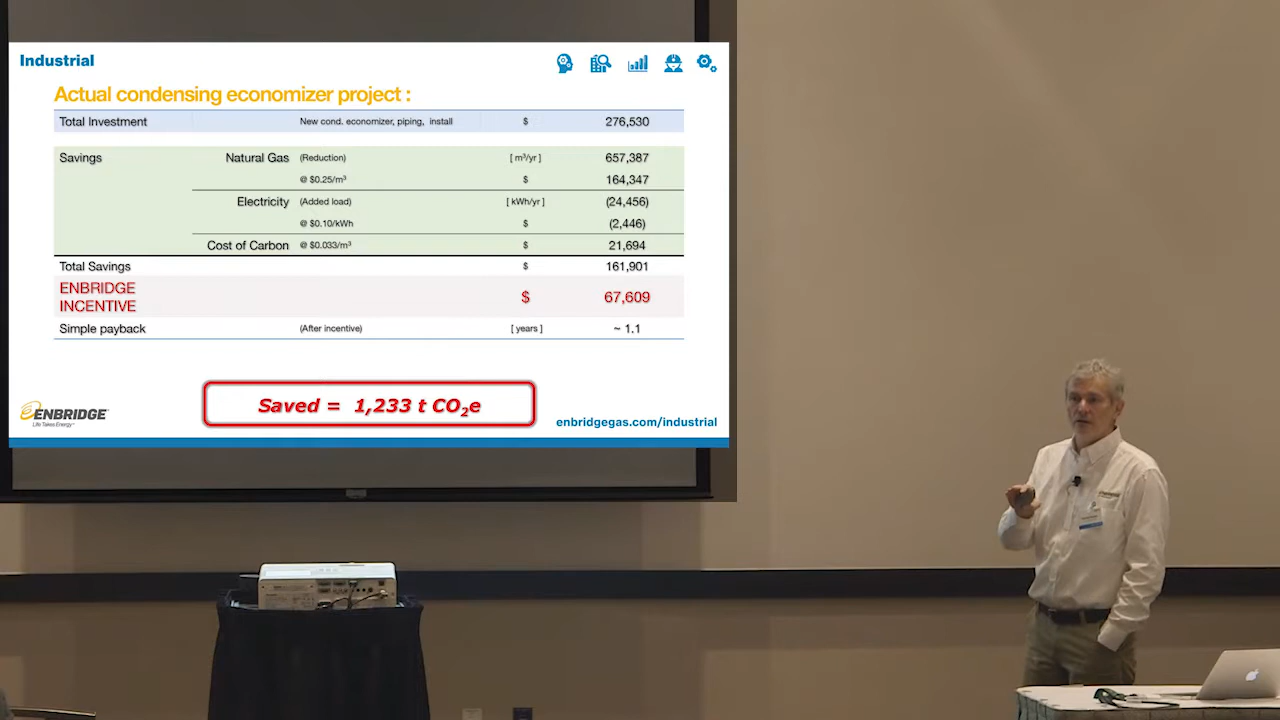 Industrial
Actual condensing economizer project :
Total Investment New cond. economizer, piping, install $ 276,530
Savings Natural Gas (Reduction) [ m³/yr ] 657,387
@ $0.25/m³ $ 164,347
Electricity (Added load) [ kWh/yr ] (24,456)
@ $0.10/kWh $ (2,446)
Cost of Carbon @ $0.033/m³ $ 21,694
Total Savings $ 161,901
ENBRIDGE
INCENTIVE $ 67,609
Simple payback (After incentive) [ years ] ~ 1.1
Saved = 1,233 t CO₂e
ENBRIDGE
Life Takes Energy™
enbridgegas.com/industrial